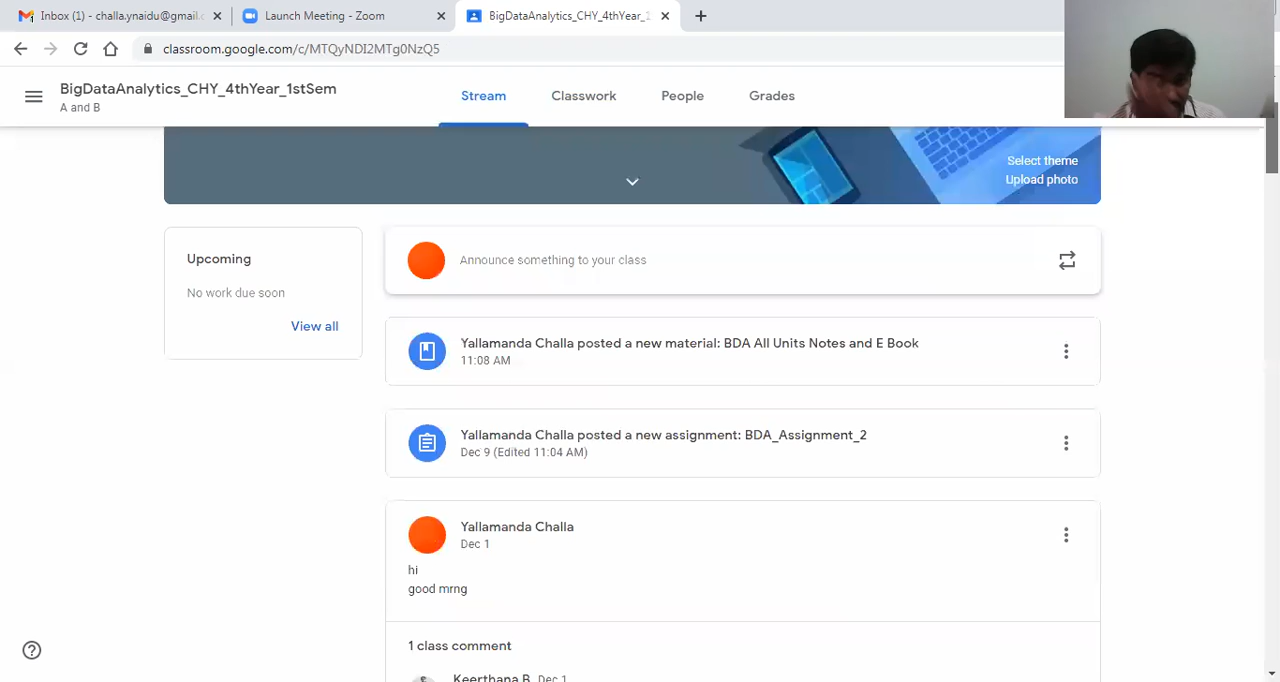 Inbox (1) - challa.ynaidu@gmail.c
Launch Meeting - Zoom
BigDataAnalytics_CHY_4thYear_1
classroom.google.com/c/MTQyNDI2MTg0NzQ5
BigDataAnalytics_CHY_4thYear_1stSem
A and B
Stream
Classwork
People
Grades
Select theme
Upload photo
Upcoming
No work due soon
View all
Announce something to your class
Yallamanda Challa posted a new material: BDA All Units Notes and E Book
11:08 AM
Yallamanda Challa posted a new assignment: BDA_Assignment_2
Dec 9 (Edited 11:04 AM)
Yallamanda Challa
Dec 1
hi
good mrng
1 class comment
Keerthana B Dec 1